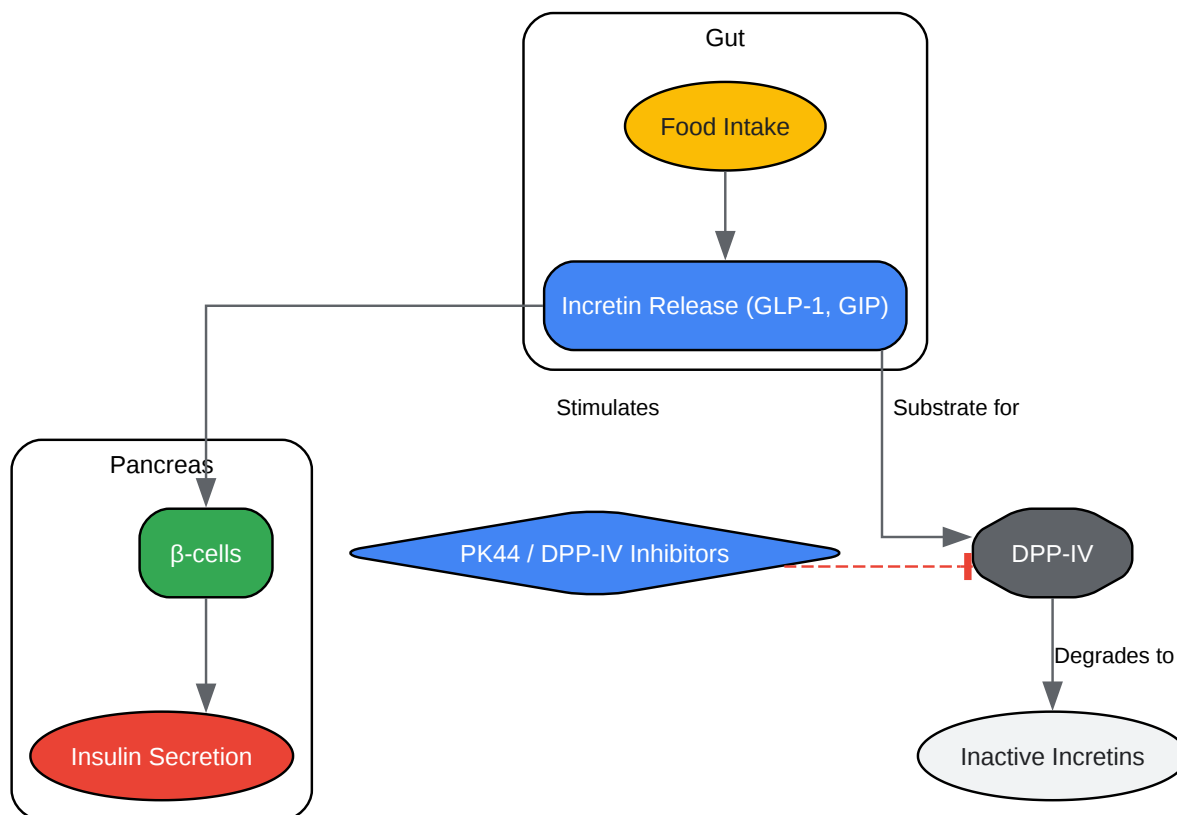 Gut
Food Intake
Incretin Release (GLP-1, GIP)
Stimulates
Substrate for
Pancreas
β-cells
PK44 / DPP-IV Inhibitors
DPP-IV
Degrades to
Insulin Secretion
Inactive Incretins